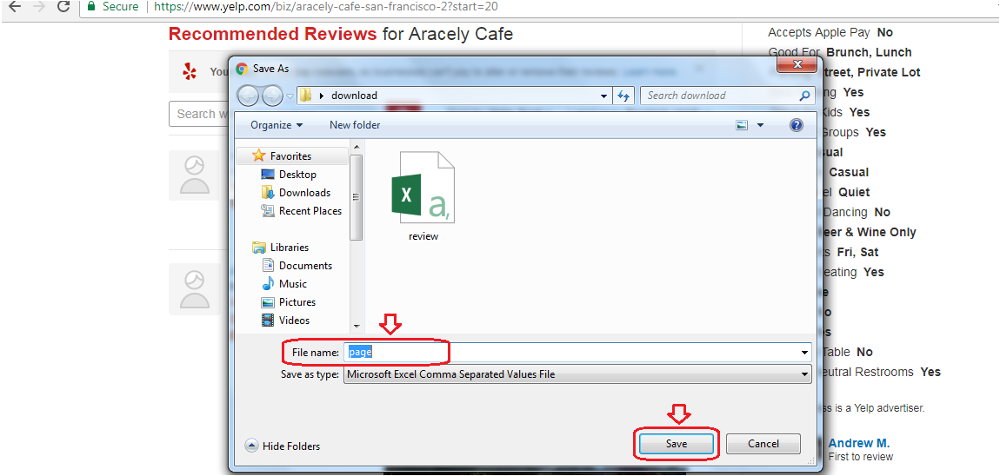 Secure https://www.yelp.com/biz/aracely-cafe-san-francisco-2?start=20
Recommended Reviews for Aracely Cafe
You
Search w
Save As
download
Search download
Organize
New folder
Favorites
Desktop
Downloads
Recent Places
Libraries
Documents
Music
Pictures
Videos
X
a,
review
File name: page
Save as type: Microsoft Excel Comma Separated Values File
Hide Folders
Save
Cancel
Accepts Apple Pay No
Good For Brunch, Lunch
treet, Private Lot
ng Yes
Kids Yes
Groups Yes
sual
Casual
el Quiet
Dancing No
eer & Wine Only
s Fri, Sat
eating Yes
e
o
s
Table No
eutral Restrooms Yes
ss is a Yelp advertiser.
Andrew M.
First to review